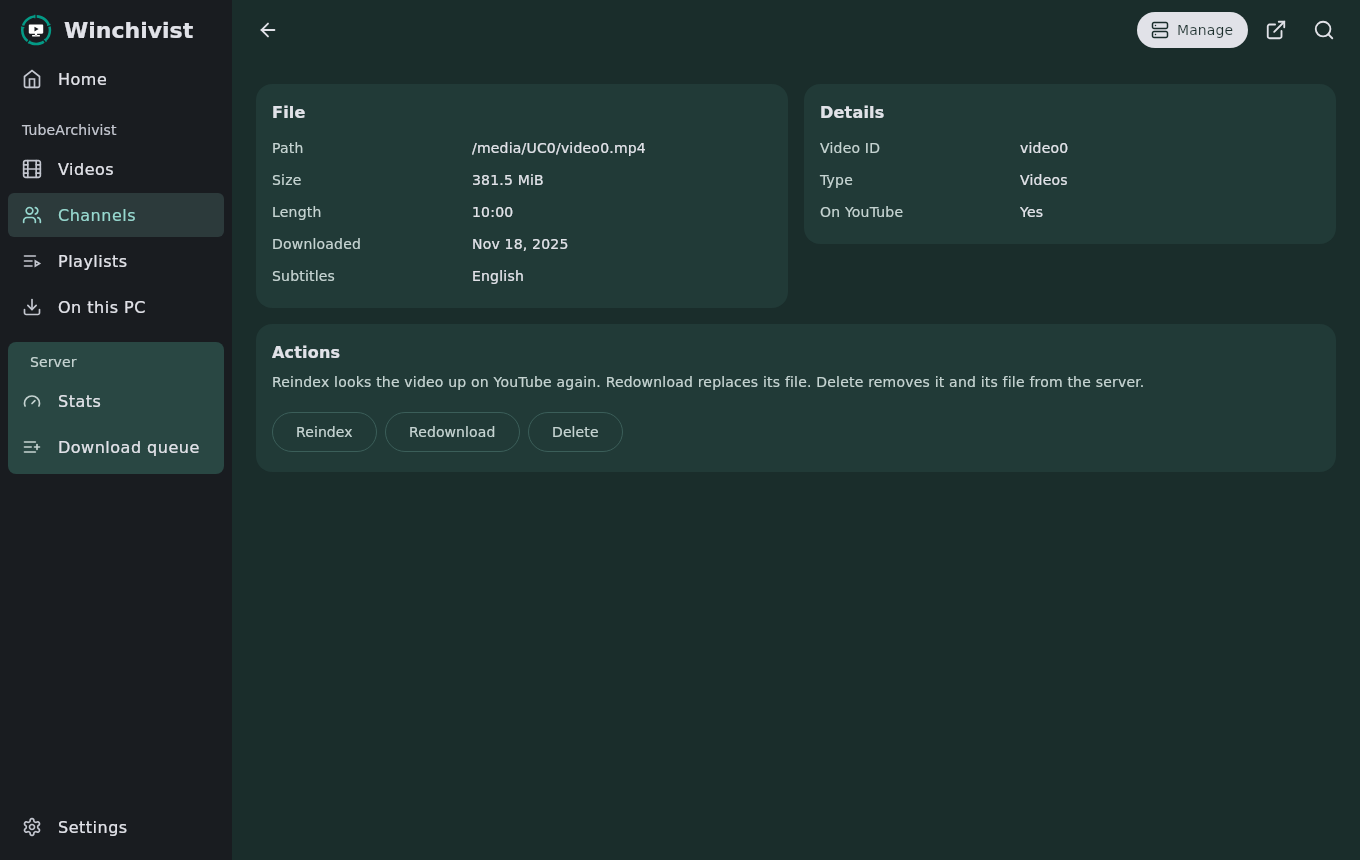 Winchivist
Manage
Home
TubeArchivist
Videos
Channels
Playlists
On this PC
Server
Stats
Download queue
Settings
File
Path /media/UC0/video0.mp4
Size 381.5 MiB
Length 10:00
Downloaded Nov 18, 2025
Subtitles English
Details
Video ID video0
Type Videos
On YouTube Yes
Actions
Reindex looks the video up on YouTube again. Redownload replaces its file. Delete removes it and its file from the server.
Reindex Redownload Delete